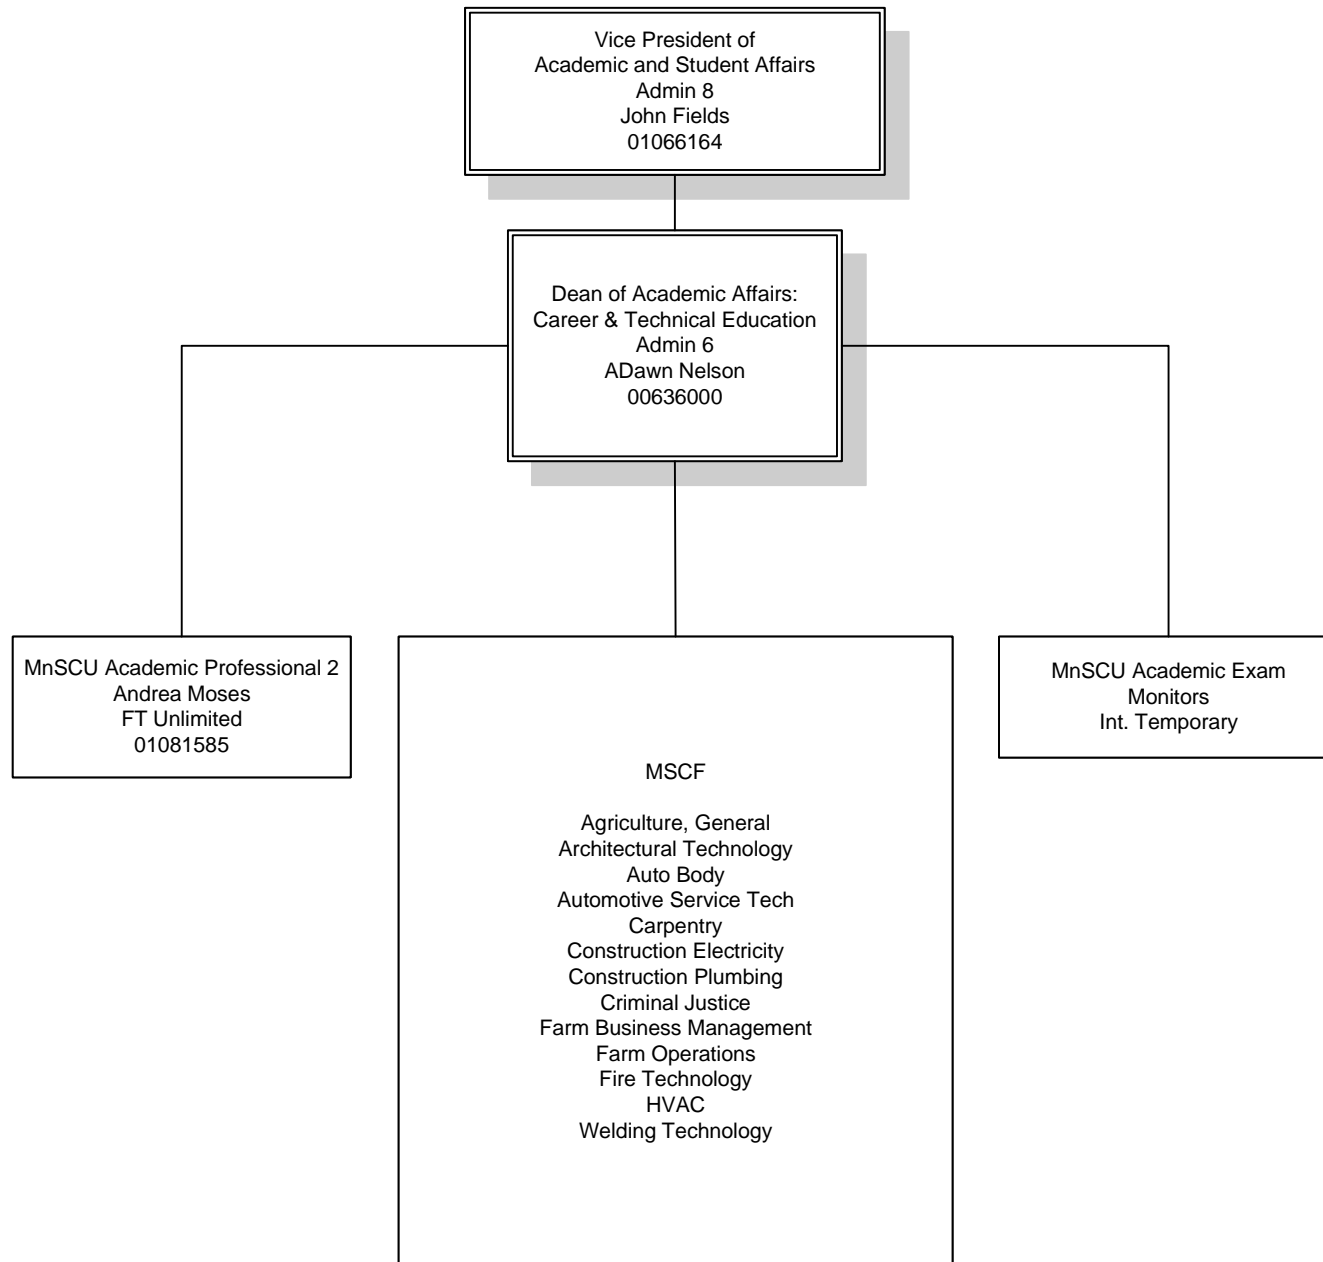 Vice President of
Academic and Student Affairs
Admin 8
John Fields
01066164
Dean of Academic Affairs:
Career & Technical Education
Admin 6
ADawn Nelson
00636000
MnSCU Academic Professional 2
Andrea Moses
FT Unlimited
01081585
MSCF
Agriculture, General
Architectural Technology
Auto Body
Automotive Service Tech
Carpentry
Construction Electricity
Construction Plumbing
Criminal Justice
Farm Business Management
Farm Operations
Fire Technology
HVAC
Welding Technology
MnSCU Academic Exam
Monitors
Int. Temporary